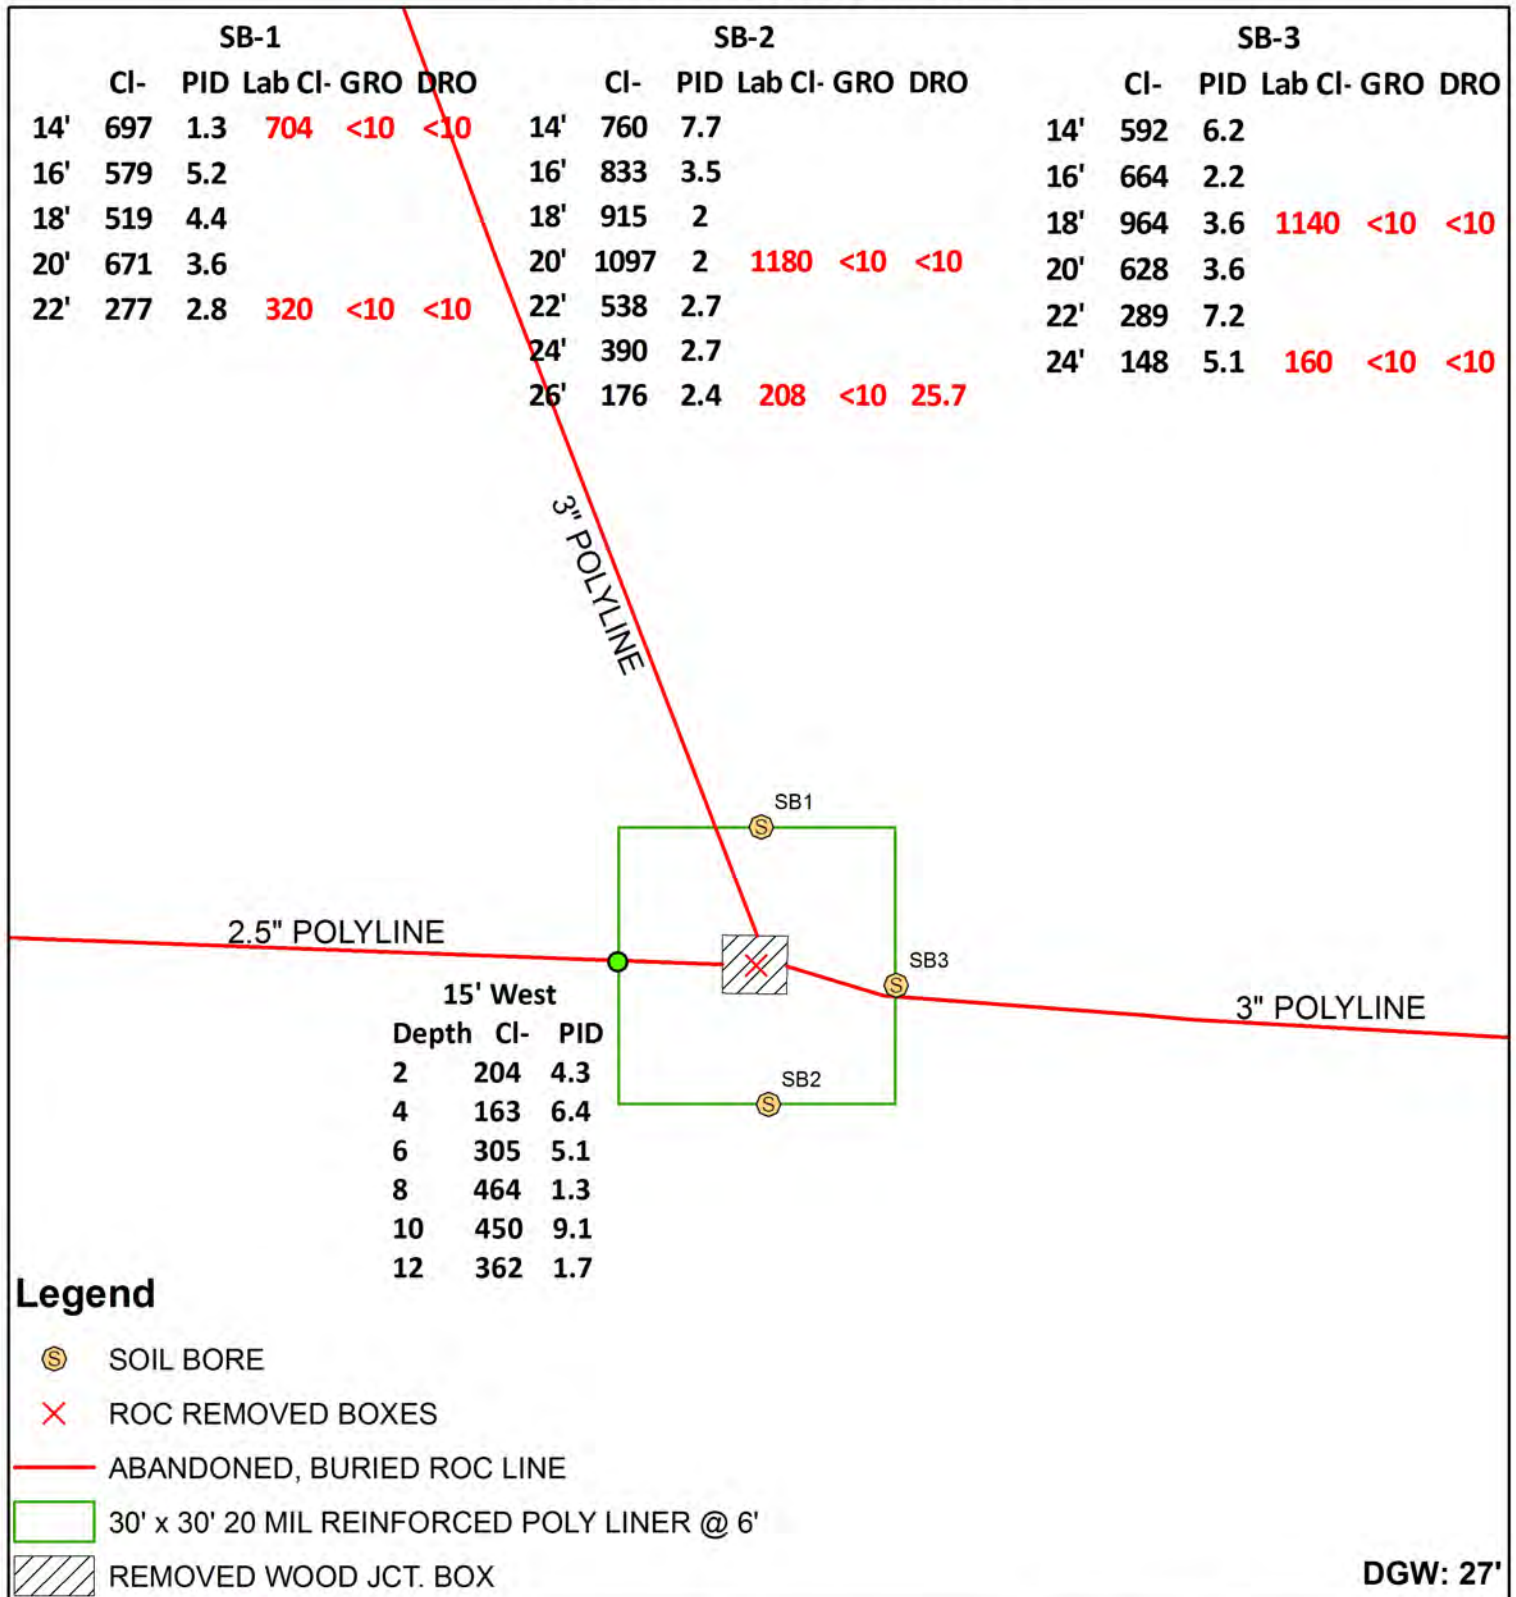 SB-1
Cl- PID Lab Cl- GRO DRO
14' 697 1.3 704 <10 <10
16' 579 5.2
18' 519 4.4
20' 671 3.6
22' 277 2.8 320 <10 <10
SB-2
Cl- PID Lab Cl- GRO DRO
14' 760 7.7
16' 833 3.5
18' 915 2
20' 1097 2 1180 <10 <10
22' 538 2.7
24' 390 2.7
26' 176 2.4 208 <10 25.7
SB-3
Cl- PID Lab Cl- GRO DRO
14' 592 6.2
16' 664 2.2
18' 964 3.6 1140 <10 <10
20' 628 3.6
22' 289 7.2
24' 148 5.1 160 <10 <10
3" POLYLINE
SB1
S
2.5" POLYLINE
SB3
S
3" POLYLINE
SB2
S
15' West
Depth Cl- PID
2 204 4.3
4 163 6.4
6 305 5.1
8 464 1.3
10 450 9.1
12 362 1.7
Legend
S SOIL BORE
ROC REMOVED BOXES
ABANDONED, BURIED ROC LINE
30' x 30' 20 MIL REINFORCED POLY LINER @ 6'
REMOVED WOOD JCT. BOX
DGW: 27'